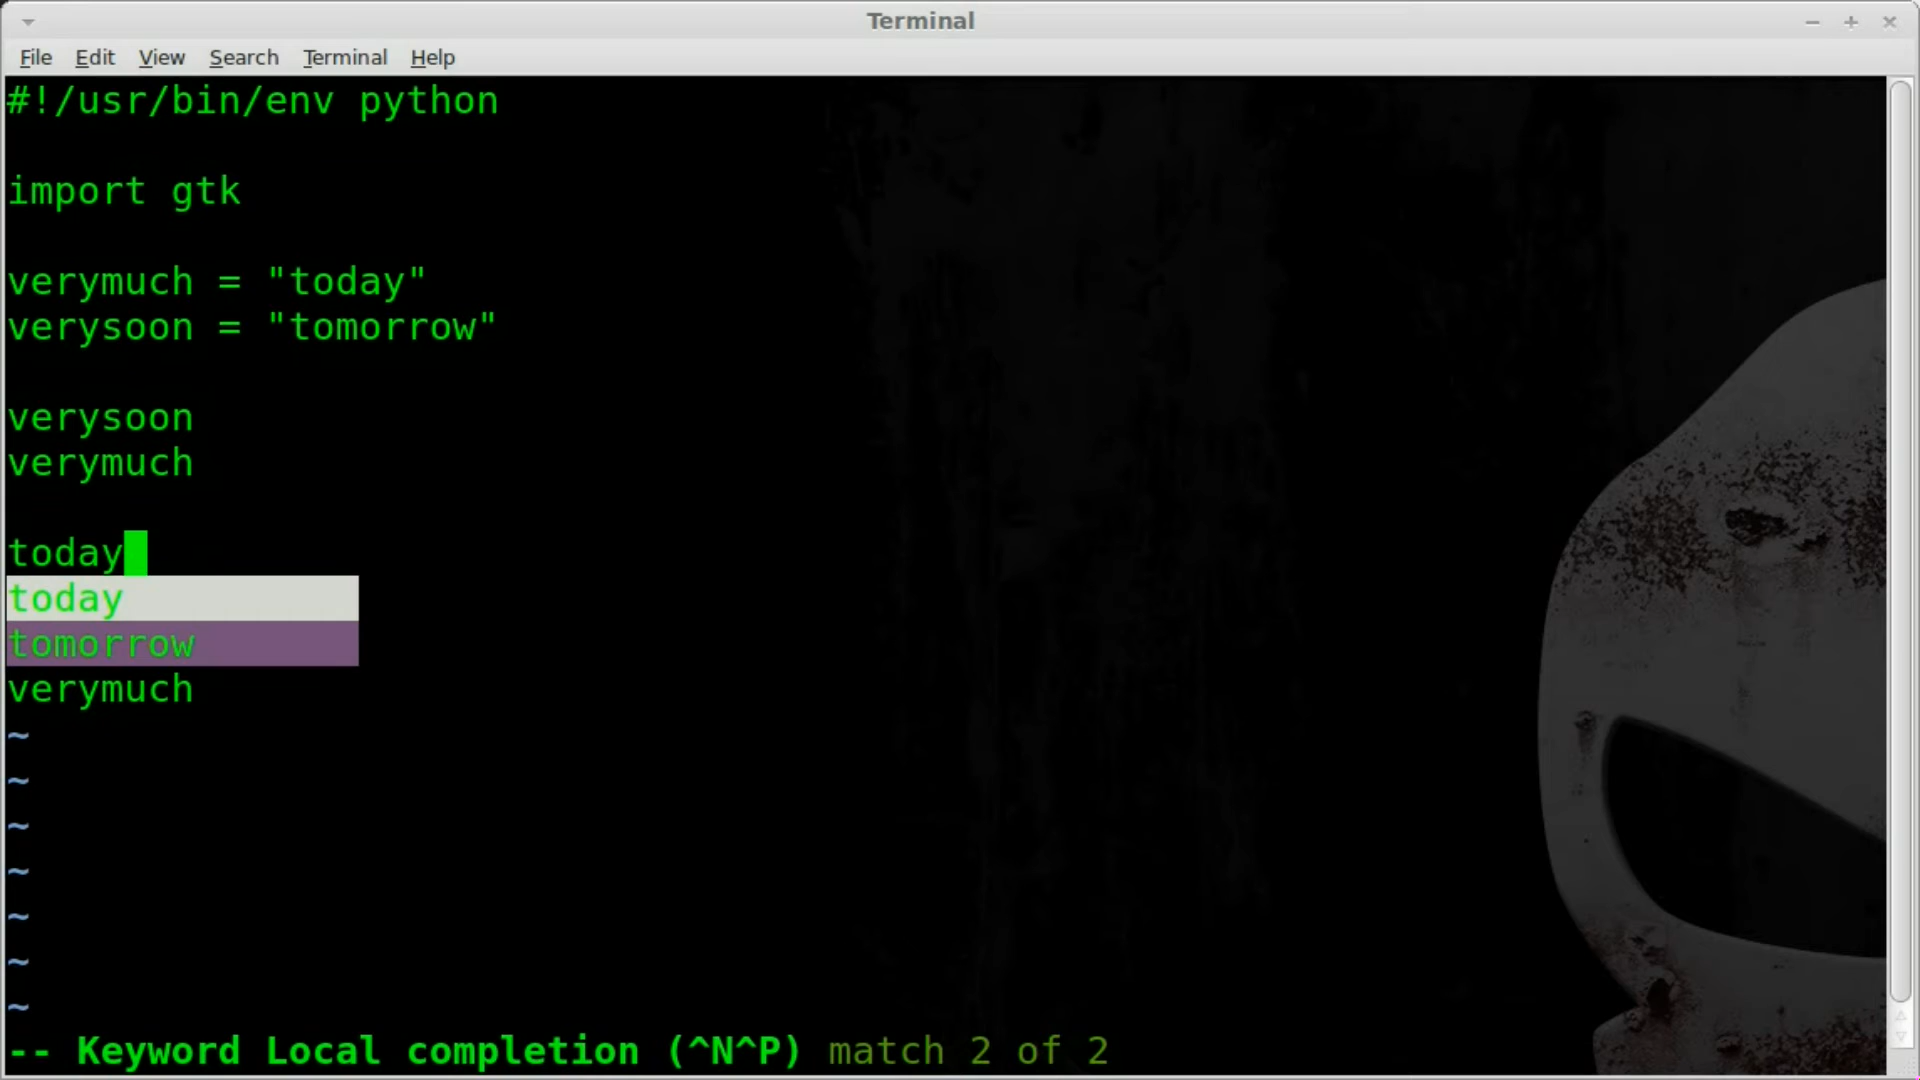 Terminal
File Edit View Search Terminal Help
#!/usr/bin/env python
import gtk
verymuch = "today"
verysoon = "tomorrow"
verysoon
verymuch
today
today
tomorrow
verymuch
~
~
~
~
~
~
~
-- Keyword Local completion (^N^P) match 2 of 2